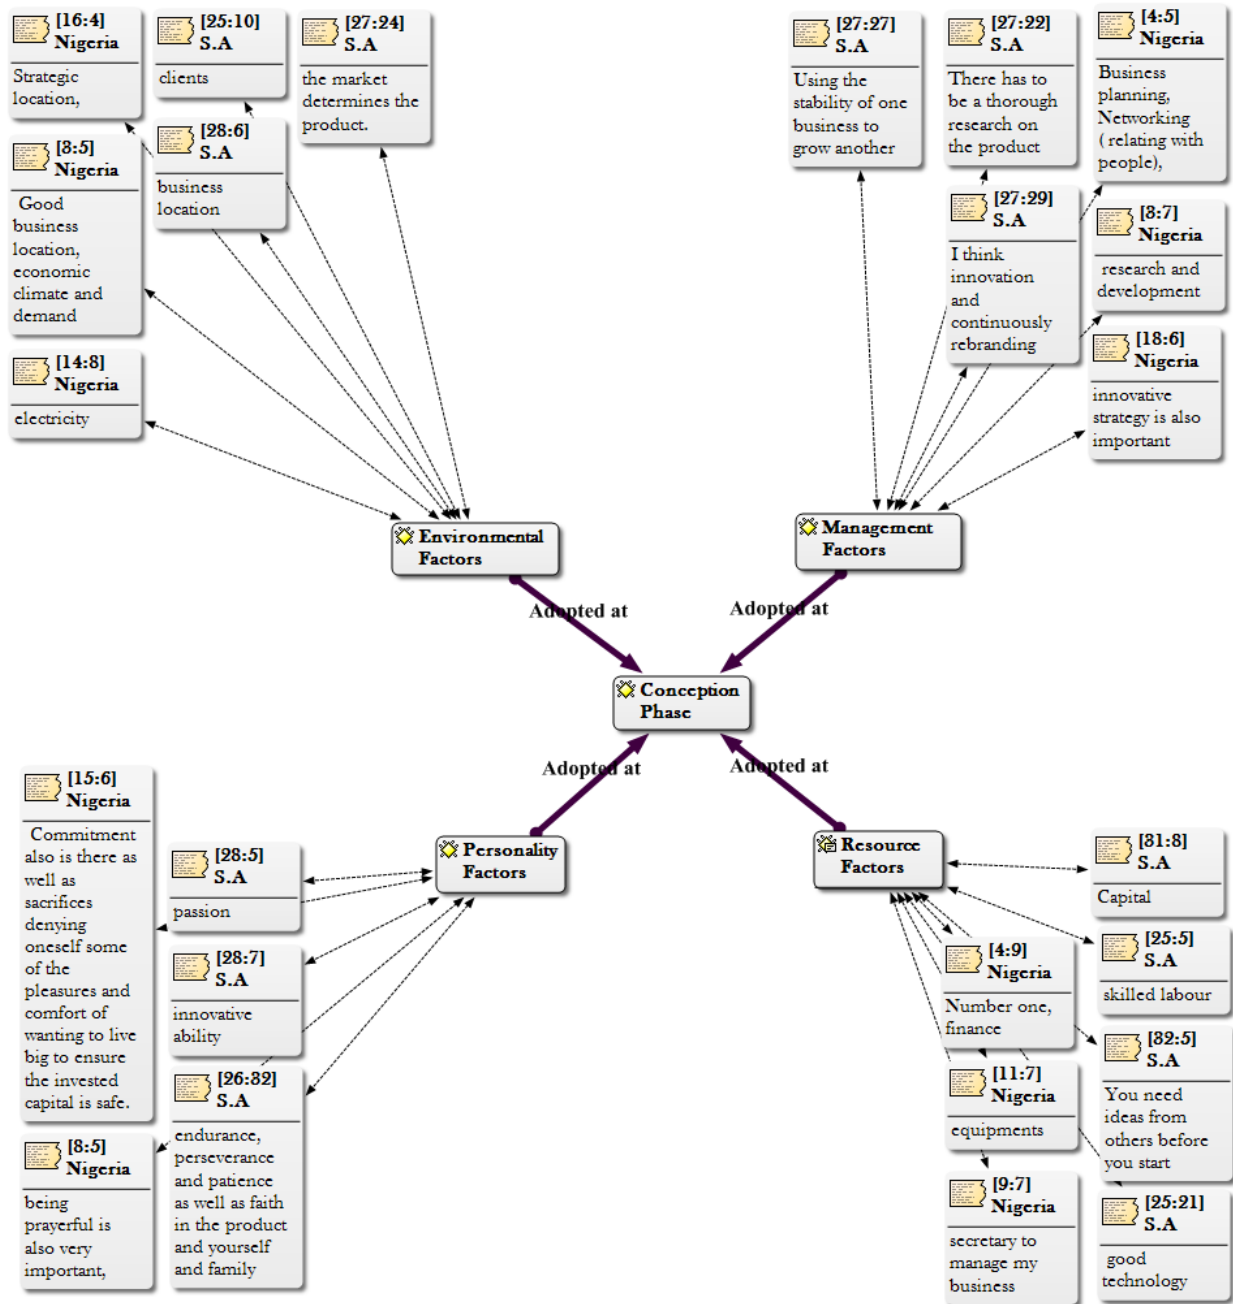 [16:4]
Nigeria
Strategic
location,
[25:10]
S.A
clients
[27:24]
S.A
the market
determines the
product.
[3:5]
Nigeria
Good
business
location,
economic
climate and
demand
[28:6]
S.A
business
location
[14:8]
Nigeria
electricity
[27:27]
S.A
Using the
stability of one
business to
grow another
[27:22]
S.A
There has to
be a thorough
research on
the product
[4:5]
Nigeria
Business
planning,
Networking
( relating with
people),
[27:29]
S.A
I think
innovation
and
continuously
rebranding
[3:7]
Nigeria
research and
development
[18:6]
Nigeria
innovative
strategy is also
important
Environmental
Factors
Management
Factors
Adopted at
Adopted at
Conception
Phase
Adopted at
Adopted at
Personality
Factors
Resource
Factors
[15:6]
Nigeria
Commitment
also is there as
well as
sacrifices
denying
oneself some
of the
pleasures and
comfort of
wanting to live
big to ensure
the invested
capital is safe.
[28:5]
S.A
passion
[28:7]
S.A
innovative
ability
[26:32]
S.A
endurance,
perseverance
and patience
as well as faith
in the product
and yourself
and family
[8:5]
Nigeria
being
prayerful is
also very
important,
[31:8]
S.A
Capital
[4:9]
Nigeria
Number one,
finance
[25:5]
S.A
skilled labour
[11:7]
Nigeria
equipments
[32:5]
S.A
You need
ideas from
others before
you start
[9:7]
Nigeria
secretary to
manage my
business
[25:21]
S.A
good
technology